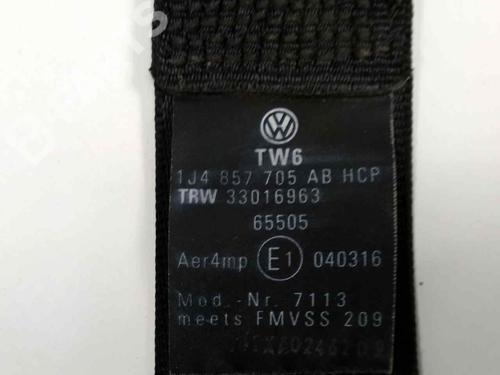 TW6
1J4 857 705 AB HCP
TRW 33016963
65505
Aer4mp E1 040316
Mod.-Nr. 7113
meets FMVSS 209